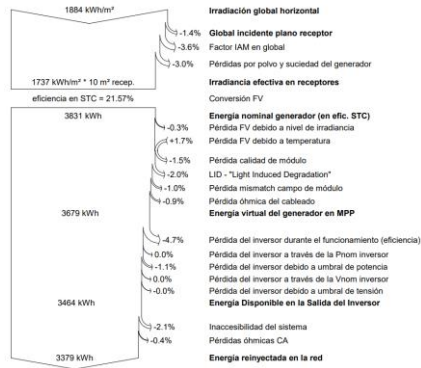 1884 kWh/m² Irradiación global horizontal
-1.4% Global incidente plano receptor
-3.6% Factor IAM en global
-3.0% Pérdidas por polvo y suciedad del generador
1737 kWh/m² * 10 m² recep. Irradiancia efectiva en receptores
eficiencia en STC = 21.57% Conversión FV
3831 kWh Energía nominal generador (en efic. STC)
-0.3% Pérdida FV debido a nivel de irradiancia
+1.7% Pérdida FV debido a temperatura
-1.5% Pérdida calidad de módulo
-2.0% LID - "Light Induced Degradation"
-1.0% Pérdida mismatch campo de módulo
-0.9% Pérdida óhmica del cableado
3679 kWh Energía virtual del generador en MPP
-4.7% Pérdida del inversor durante el funcionamiento (eficiencia)
0.0% Pérdida del inversor a través de la Pnom inversor
-1.1% Pérdida del inversor debido a umbral de potencia
0.0% Pérdida del inversor a través de la Vnom inversor
-0.0% Pérdida del inversor debido a umbral de tensión
3464 kWh Energía Disponible en la Salida del Inversor
-2.1% Inaccesibilidad del sistema
-0.4% Pérdidas óhmicas CA
3379 kWh Energía reinyectada en la red